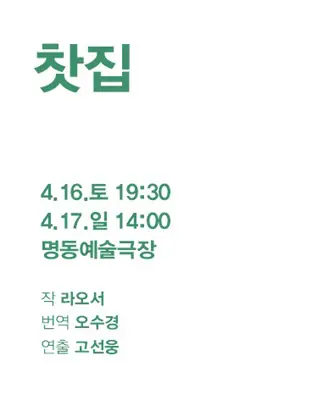 찻집
4.16.토 19:30
4.17.일 14:00
명동예술극장
작 라오서
번역 오수경
연출 고선웅